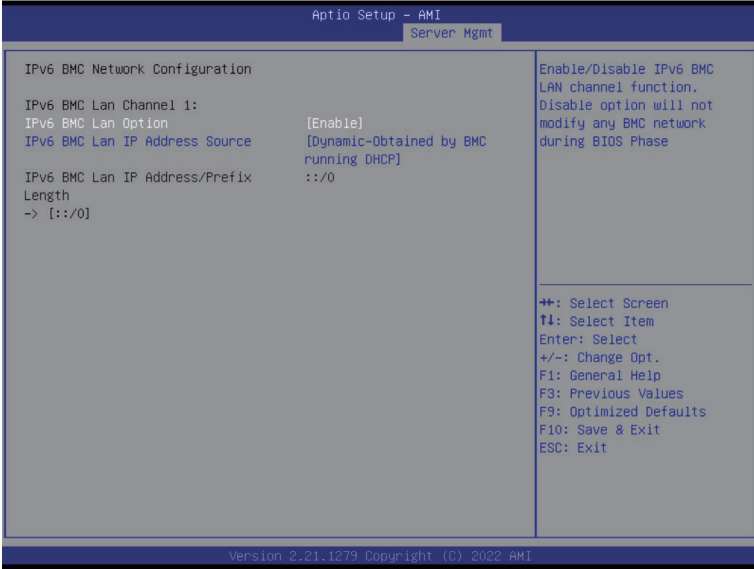 Aptio Setup – AMI
Server Mgmt
IPv6 BMC Network Configuration
IPv6 BMC Lan Channel 1:
IPv6 BMC Lan Option [Enable]
IPv6 BMC Lan IP Address Source [Dynamic-Obtained by BMC
running DHCP]
IPv6 BMC Lan IP Address/Prefix ::/0
Length
-> [::/0]
Enable/Disable IPv6 BMC
LAN channel function.
Disable option will not
modify any BMC network
during BIOS Phase
→←: Select Screen
↑↓: Select Item
Enter: Select
+/-: Change Opt.
F1: General Help
F3: Previous Values
F9: Optimized Defaults
F10: Save & Exit
ESC: Exit
Version 2.21.1279 Copyright (C) 2022 AMI